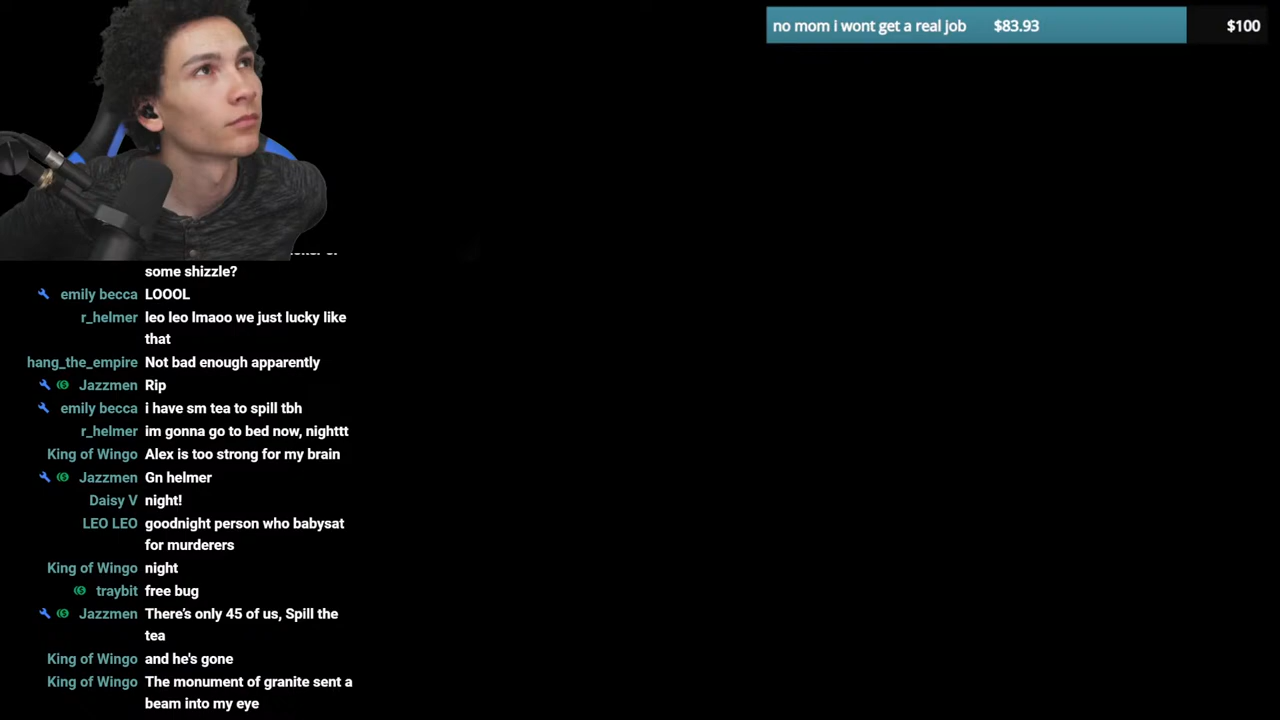 no mom i wont get a real job $83.93 $100
some shizzle?
emily becca LOOOL
r_helmer leo leo lmaoo we just lucky like
that
hang_the_empire Not bad enough apparently
Jazzmen Rip
emily becca i have sm tea to spill tbh
r_helmer im gonna go to bed now, nighttt
King of Wingo Alex is too strong for my brain
Jazzmen Gn helmer
Daisy V night!
LEO LEO goodnight person who babysat
for murderers
King of Wingo night
traybit free bug
Jazzmen There's only 45 of us, Spill the
tea
King of Wingo and he's gone
King of Wingo The monument of granite sent a
beam into my eye